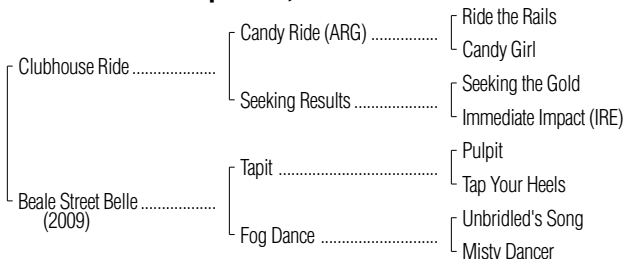 Ride the Rails
Candy Ride (ARG) ................
Candy Girl
Clubhouse Ride ....................
Seeking the Gold
Seeking Results ....................
Immediate Impact (IRE)
Pulpit
Tapit ......................................
Tap Your Heels
Beale Street Belle ..................
(2009)
Unbridled's Song
Fog Dance ............................
Misty Dancer